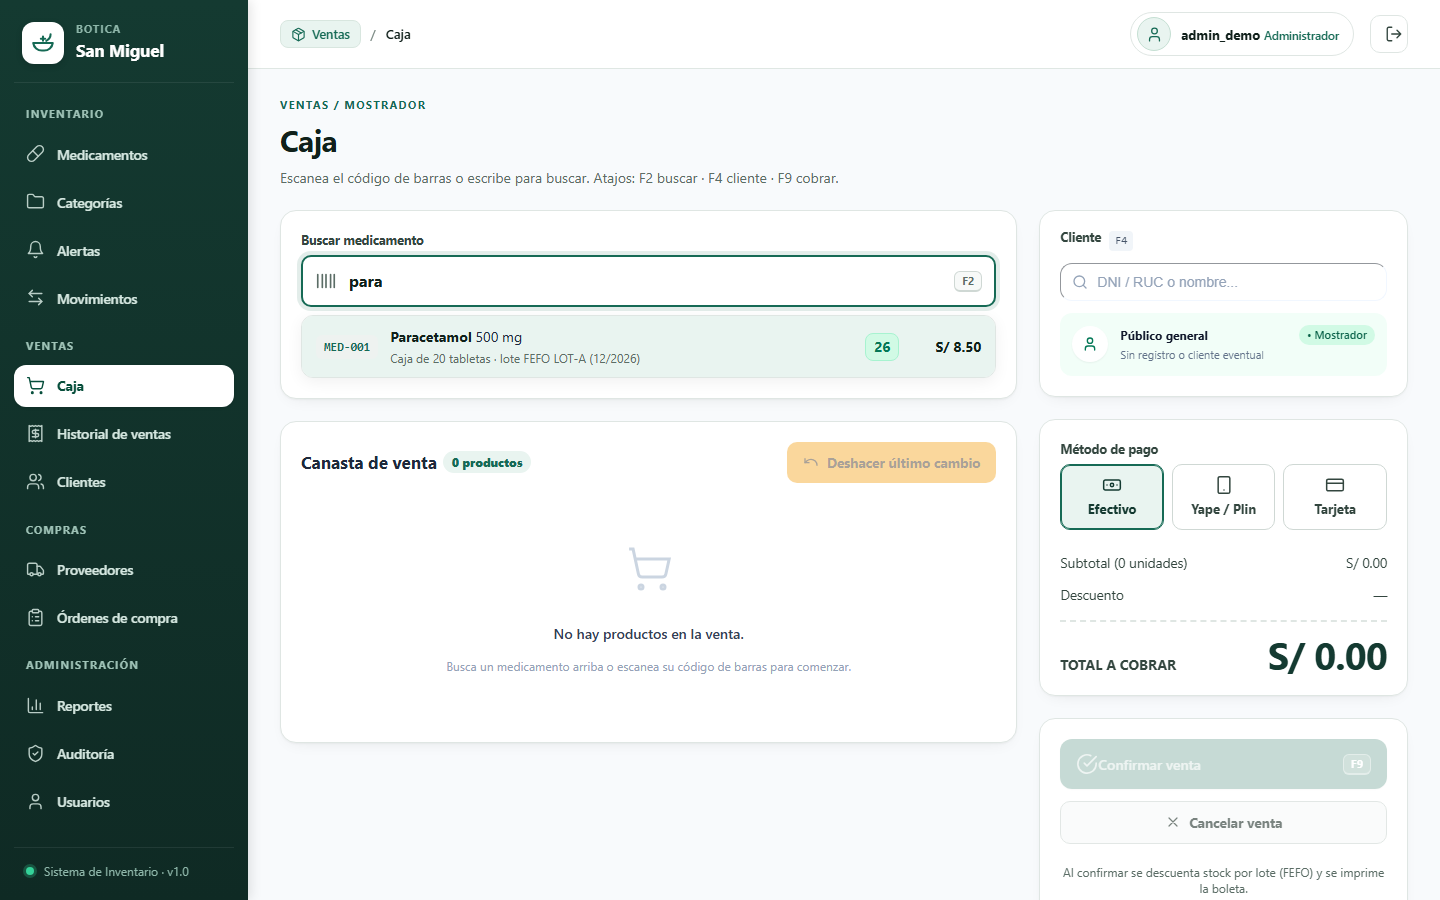 BOTICA
San Miguel
INVENTARIO
Medicamentos
Categorías
Alertas
Movimientos
VENTAS
Caja
Historial de ventas
Clientes
COMPRAS
Proveedores
Órdenes de compra
ADMINISTRACIÓN
Reportes
Auditoría
Usuarios
Sistema de Inventario · v1.0
Ventas / Caja
admin_demo Administrador
VENTAS / MOSTRADOR
Caja
Escanea el código de barras o escribe para buscar. Atajos: F2 buscar · F4 cliente · F9 cobrar.
Buscar medicamento
para F2
MED-001 Paracetamol 500 mg 26 S/ 8.50
Caja de 20 tabletas · lote FEFO LOT-A (12/2026)
Canasta de venta 0 productos Deshacer último cambio
No hay productos en la venta.
Busca un medicamento arriba o escanea su código de barras para comenzar.
Cliente F4
DNI / RUC o nombre...
Público general • Mostrador
Sin registro o cliente eventual
Método de pago
Efectivo Yape / Plin Tarjeta
Subtotal (0 unidades) S/ 0.00
Descuento —
TOTAL A COBRAR S/ 0.00
Confirmar venta F9
Cancelar venta
Al confirmar se descuenta stock por lote (FEFO) y se imprime
la boleta.